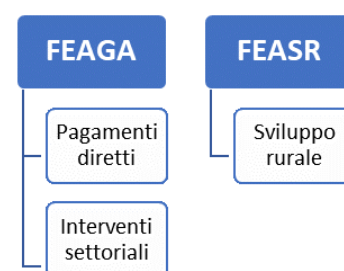 FEAGA
Pagamenti
diretti
Interventi
settoriali
FEASR
Sviluppo
rurale